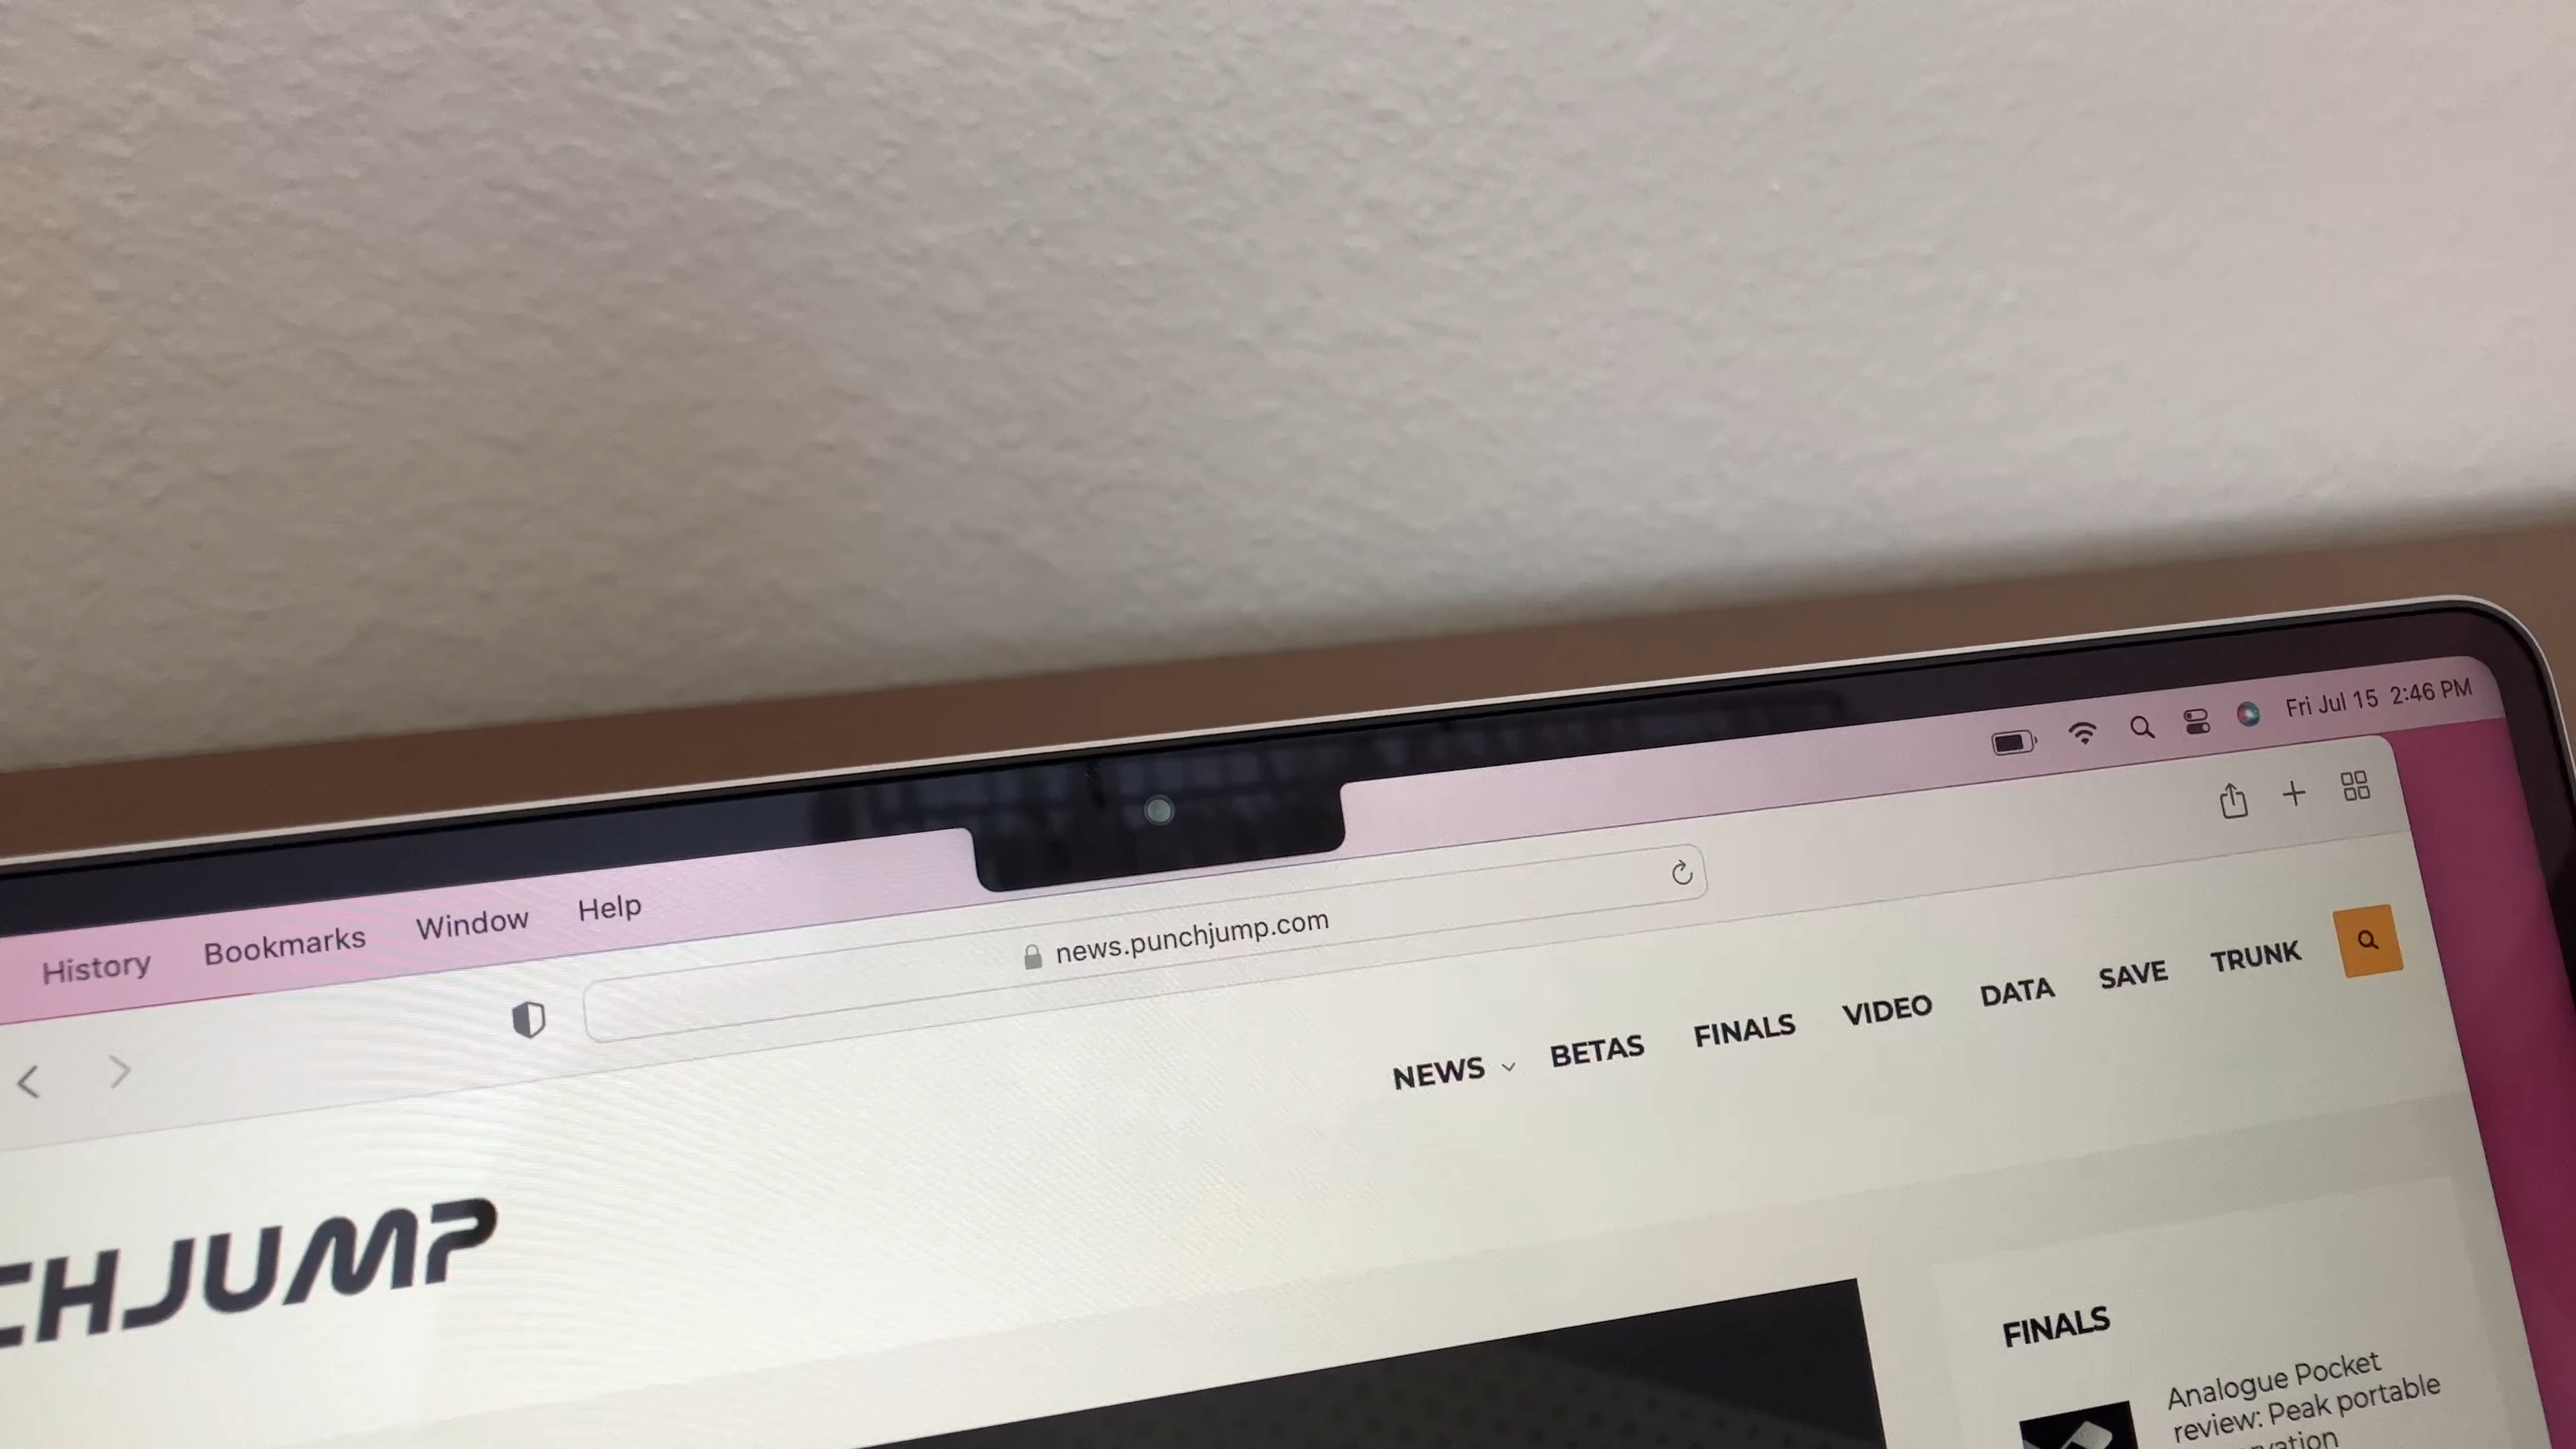 History Bookmarks Window Help
Fri Jul 15 2:46 PM
news.punchjump.com
NEWS BETAS FINALS VIDEO DATA SAVE TRUNK
CHJUMP
FINALS
Analogue Pocket
review: Peak portable